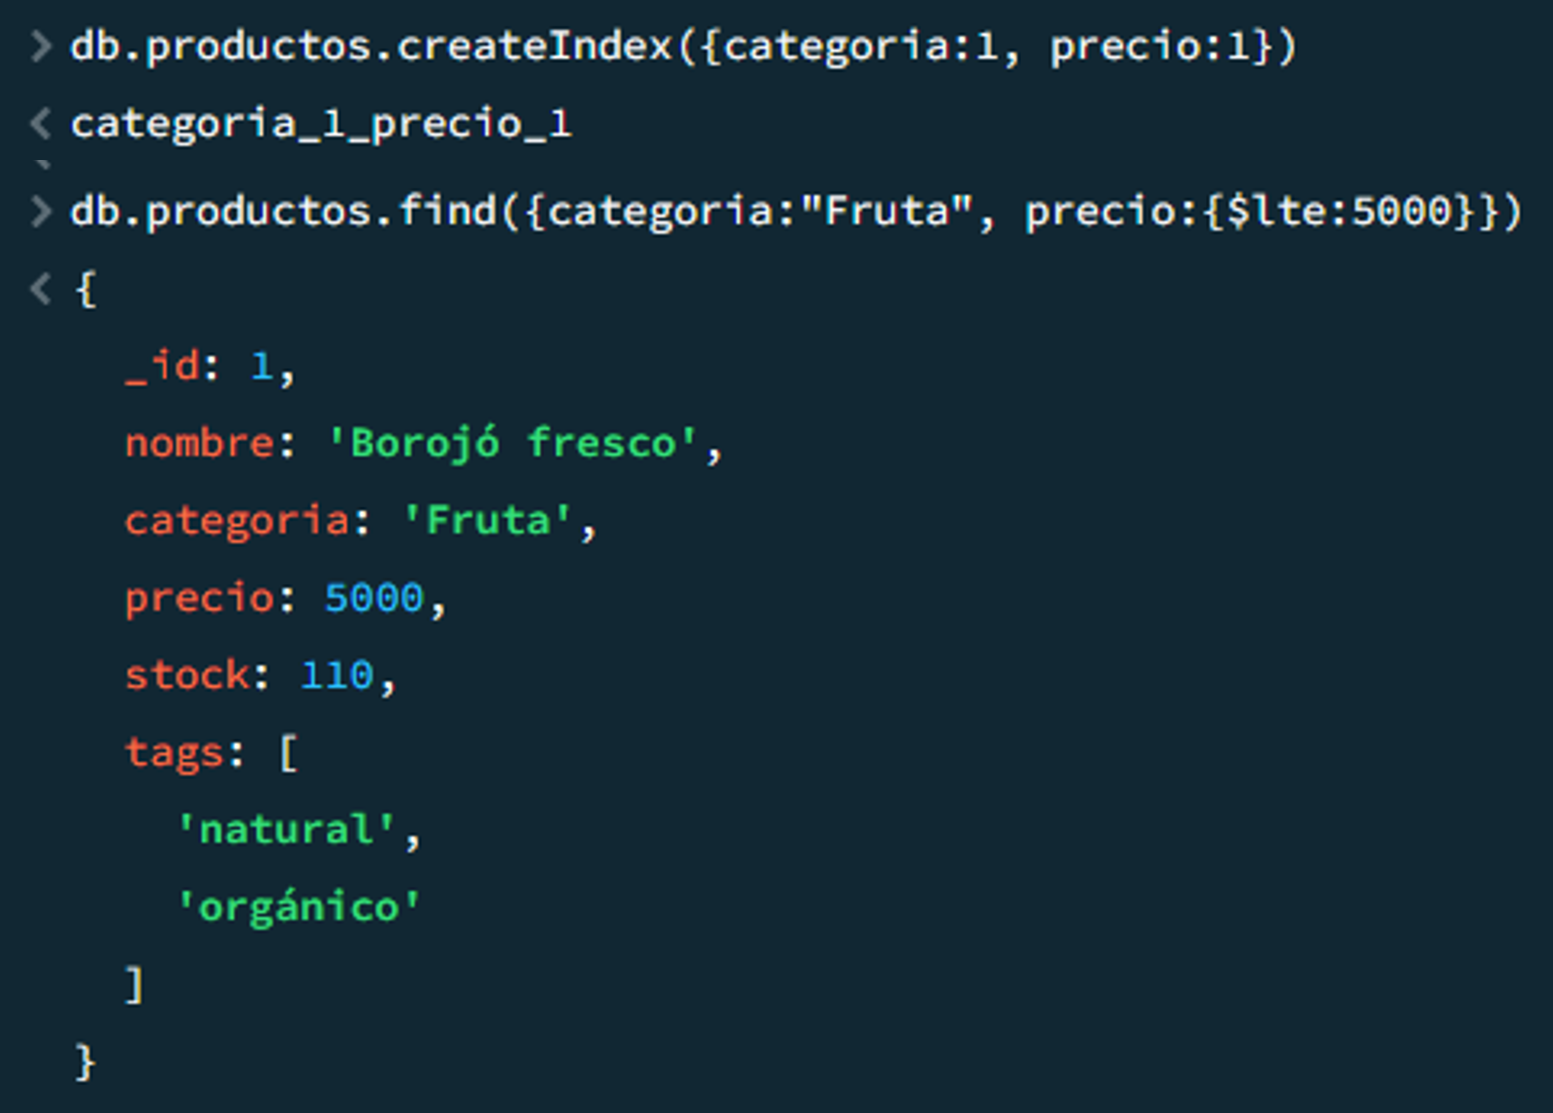 > db.productos.createIndex({categoria:1, precio:1})
< categoria_1_precio_1
> db.productos.find({categoria:"Fruta", precio:{$lte:5000}})
< {
_id: 1,
nombre: 'Borojó fresco',
categoria: 'Fruta',
precio: 5000,
stock: 110,
tags: [
'natural',
'orgánico'
]
}